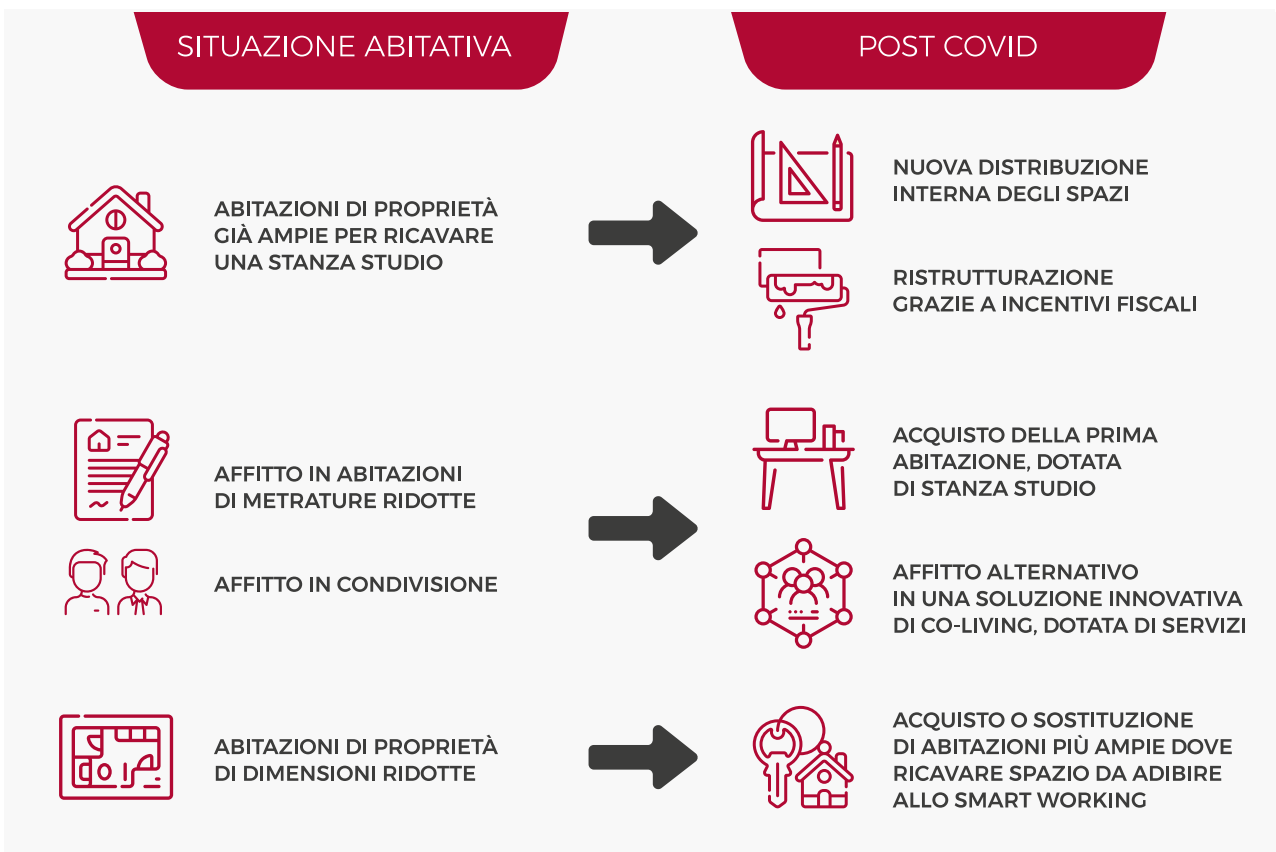 SITUAZIONE ABITATIVA
POST COVID
ABITAZIONI DI PROPRIETÀ
GIÀ AMPIE PER RICAVARE
UNA STANZA STUDIO
NUOVA DISTRIBUZIONE
INTERNA DEGLI SPAZI
RISTRUTTURAZIONE
GRAZIE A INCENTIVI FISCALI
AFFITTO IN ABITAZIONI
DI METRATURE RIDOTTE
AFFITTO IN CONDIVISIONE
ACQUISTO DELLA PRIMA
ABITAZIONE, DOTATA
DI STANZA STUDIO
AFFITTO ALTERNATIVO
IN UNA SOLUZIONE INNOVATIVA
DI CO-LIVING, DOTATA DI SERVIZI
ABITAZIONI DI PROPRIETÀ
DI DIMENSIONI RIDOTTE
ACQUISTO O SOSTITUZIONE
DI ABITAZIONI PIÙ AMPIE DOVE
RICAVARE SPAZIO DA ADIBIRE
ALLO SMART WORKING